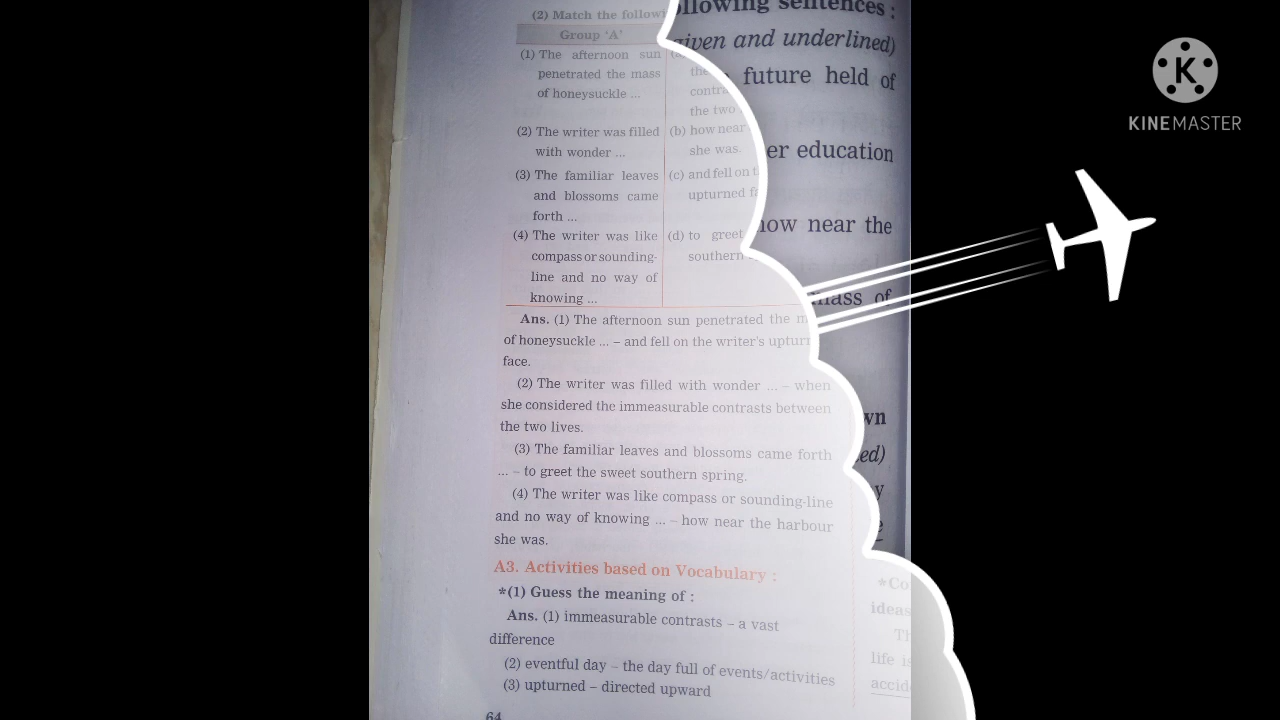 (2) Match the followi
Group 'A'
(1) The afternoon sun
penetrated the mass
of honeysuckle ...
the
contra
the two
(2) The writer was filled
with wonder ...
(b) how near
she was.
(3) The familiar leaves
and blossoms came
forth ...
(c) and fell on
upturned fa
(4) The writer was like
compass or sounding-
line and no way of
knowing ...
(d) to greet
southern
Ans. (1) The afternoon sun penetrated the m
of honeysuckle ... – and fell on the writer's upturn
face.
(2) The writer was filled with wonder ... – when
she considered the immeasurable contrasts between
the two lives.
(3) The familiar leaves and blossoms came forth
... – to greet the sweet southern spring.
(4) The writer was like compass or sounding-line
and no way of knowing ... – how near the harbour
she was.
A3. Activities based on Vocabulary :
*(1) Guess the meaning of :
Ans. (1) immeasurable contrasts – a vast
difference
(2) eventful day – the day full of events/activities
(3) upturned – directed upward
64
ollowing sentences :
given and underlined)
future held of
er education
how near the
mass of
wn
ed)
y
*Co
ideas
Th
life is
accid
K
KINEMASTER